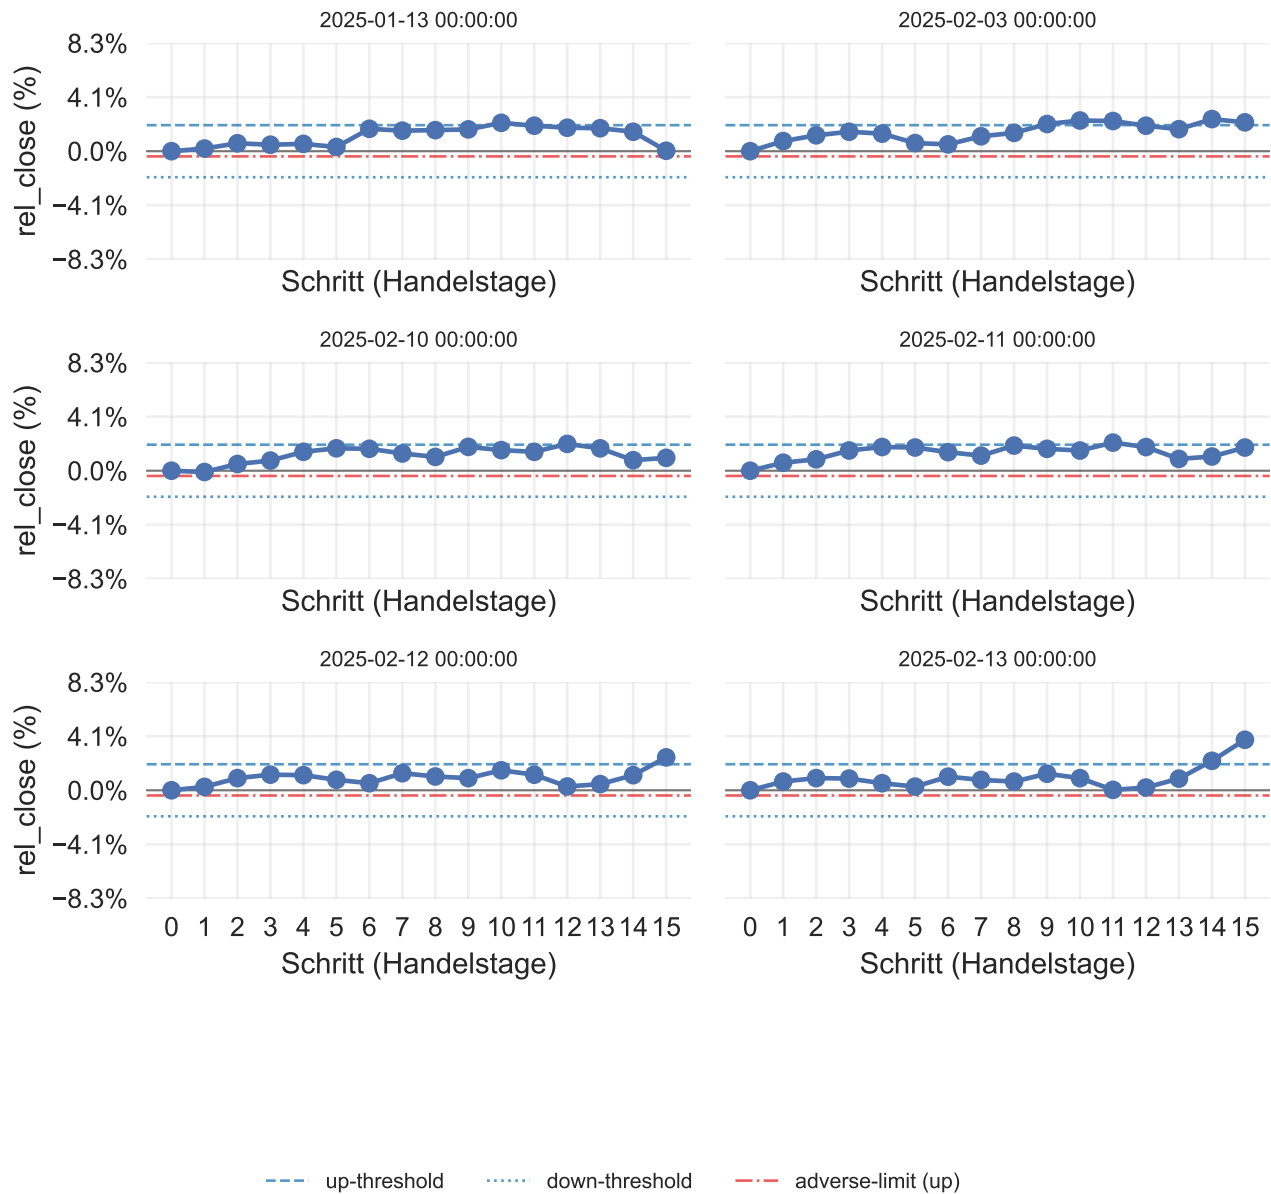 2025-01-13 00:00:00
2025-02-03 00:00:00
8.3%
4.1%
0.0%
−4.1%
−8.3%
rel_close (%)
Schritt (Handelstage)
Schritt (Handelstage)
2025-02-10 00:00:00
2025-02-11 00:00:00
8.3%
4.1%
0.0%
−4.1%
−8.3%
rel_close (%)
Schritt (Handelstage)
Schritt (Handelstage)
2025-02-12 00:00:00
2025-02-13 00:00:00
8.3%
4.1%
0.0%
−4.1%
−8.3%
rel_close (%)
0 1 2 3 4 5 6 7 8 9 10 11 12 13 14 15
0 1 2 3 4 5 6 7 8 9 10 11 12 13 14 15
Schritt (Handelstage)
Schritt (Handelstage)
up-threshold
down-threshold
adverse-limit (up)